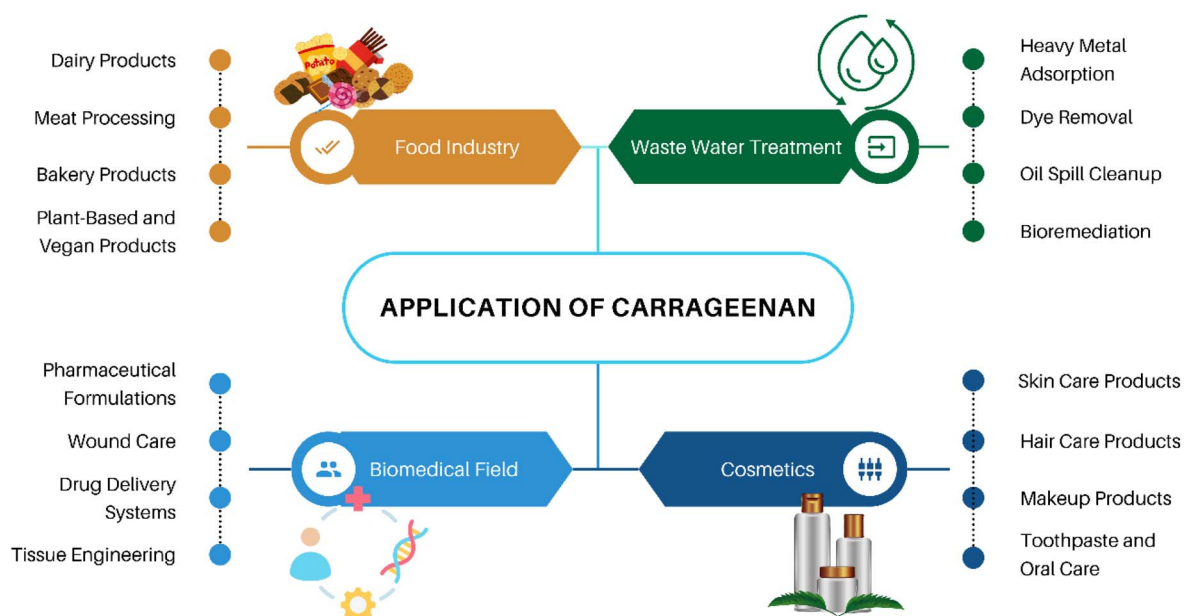 Dairy Products
Meat Processing
Bakery Products
Plant-Based and
Vegan Products
Potato
Food Industry
Waste Water Treatment
Heavy Metal
Adsorption
Dye Removal
Oil Spill Cleanup
Bioremediation
APPLICATION OF CARRAGEENAN
Pharmaceutical
Formulations
Wound Care
Drug Delivery
Systems
Tissue Engineering
Biomedical Field
Cosmetics
Skin Care Products
Hair Care Products
Makeup Products
Toothpaste and
Oral Care